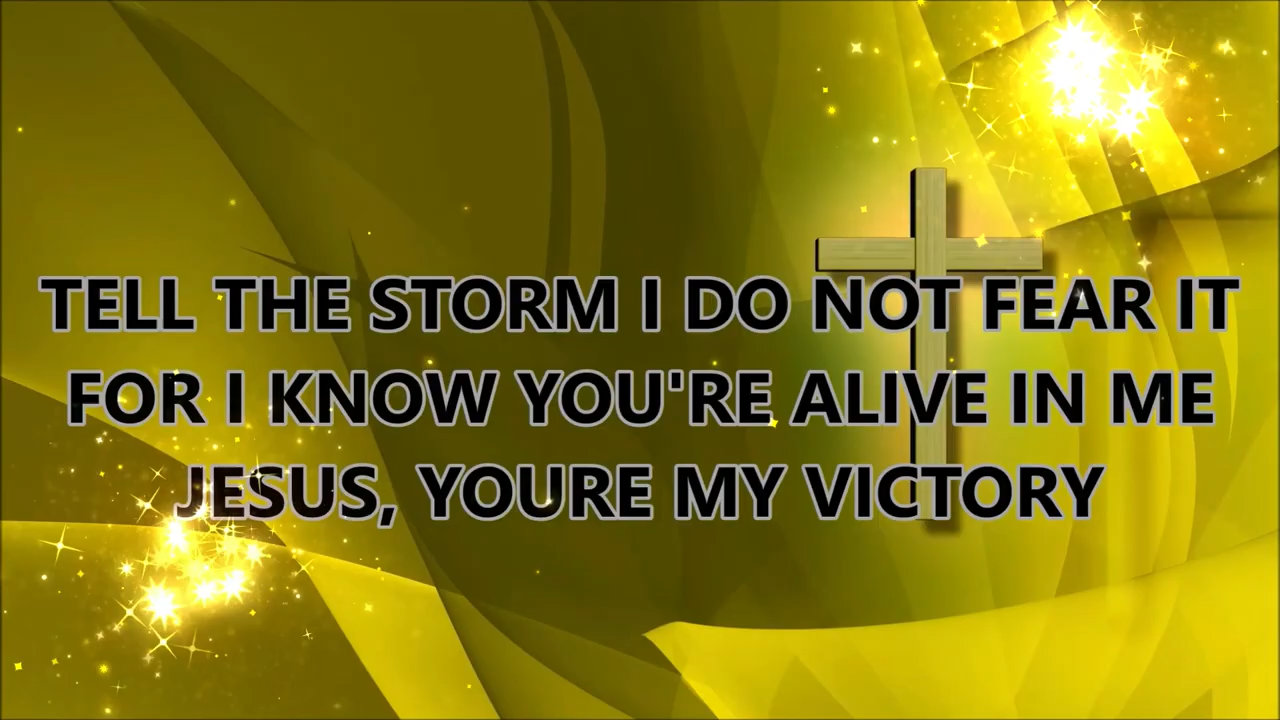 TELL THE STORM I DO NOT FEAR IT
FOR I KNOW YOU'RE ALIVE IN ME
JESUS, YOURE MY VICTORY